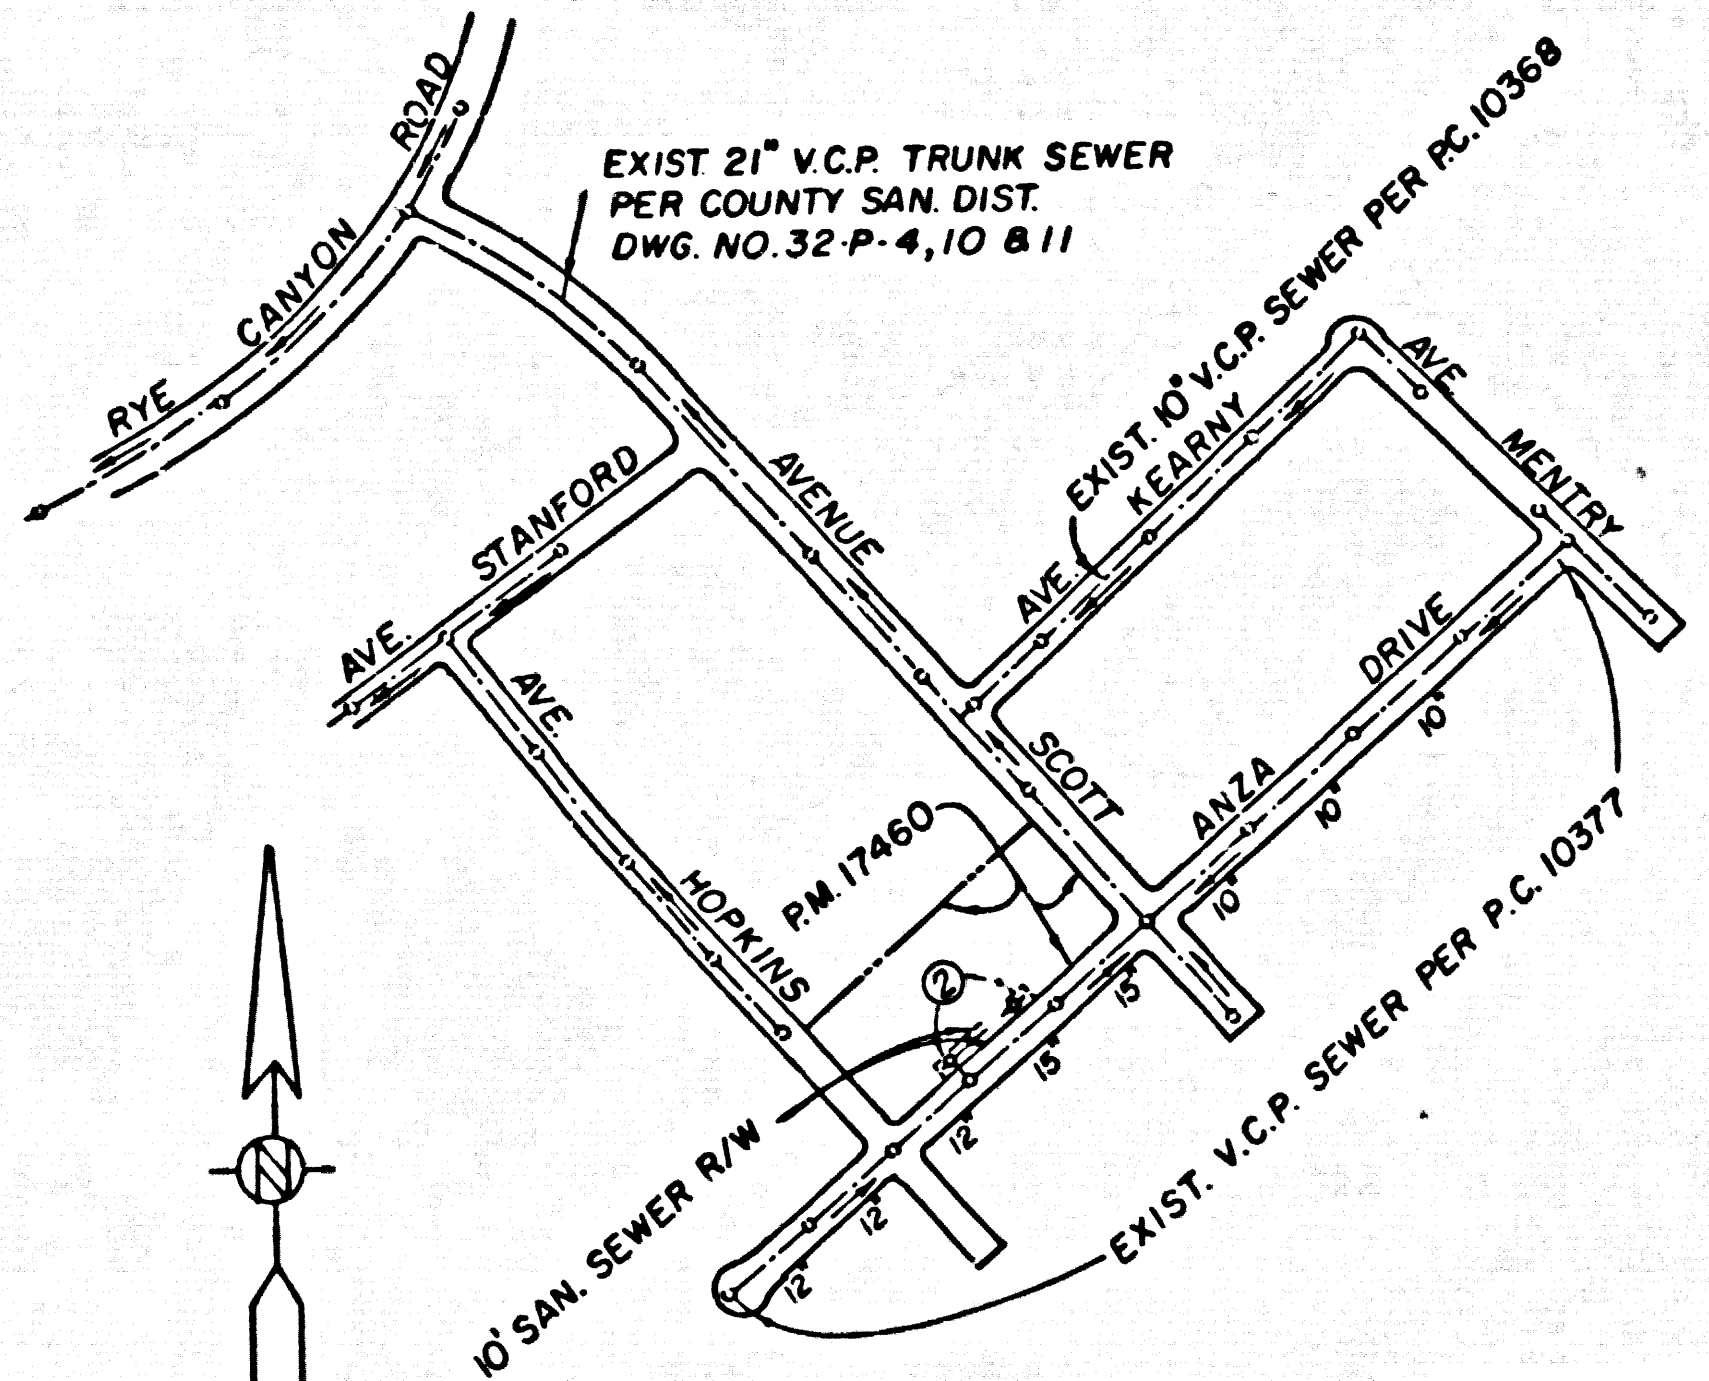 RYE CANYON ROAD
EXIST. 21" V.C.P. TRUNK SEWER
PER COUNTY SAN. DIST.
DWG. NO. 32-P-4, 10 & 11
EXIST. 10" V.C.P. SEWER PER P.C. 10368
AVE. STANFORD
AVENUE SCOTT
AVE. KEARNY
AVE. MENTRY
ANZA DRIVE
10"
10"
10"
AVE. HOPKINS
P.M. 17460
2
15"
15"
12"
12"
12"
10' SAN. SEWER R/W
EXIST. V.C.P. SEWER PER P.C. 10377
N